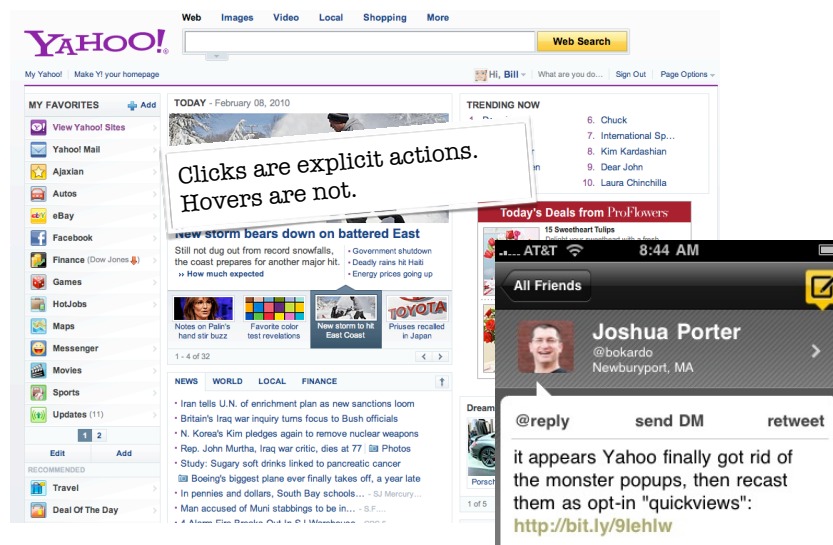 Web Images Video Local Shopping More
YAHOO!
Web Search
My Yahoo! Make Y! your homepage
Hi, Bill What are you do... Sign Out Page Options
MY FAVORITES Add
View Yahoo! Sites
Yahoo! Mail
Ajaxian
Autos
eBay
Facebook
Finance (Dow Jones)
Games
HotJobs
Maps
Messenger
Movies
Sports
Updates (11)
1 2
Edit Add
RECOMMENDED
Travel
Deal Of The Day
TODAY - February 08, 2010
Clicks are explicit actions.
Hovers are not.
New storm bears down on battered East
Still not dug out from record snowfalls,
the coast prepares for another major hit.
›› How much expected
• Government shutdown
• Deadly rains hit Haiti
• Energy prices going up
TOYOTA
Notes on Palin's
hand stir buzz
Favorite color
test revelations
New storm to hit
East Coast
Priuses recalled
in Japan
1 - 4 of 32
NEWS WORLD LOCAL FINANCE
• Iran tells U.N. of enrichment plan as new sanctions loom
• Britain's Iraq war inquiry turns focus to Bush officials
• N. Korea's Kim pledges again to remove nuclear weapons
• Rep. John Murtha, Iraq war critic, dies at 77 Photos
• Study: Sugary soft drinks linked to pancreatic cancer
Boeing's biggest plane ever finally takes off, a year late
• In pennies and dollars, South Bay schools... - SJ Mercury...
• Man accused of Muni stabbings to be in... - S.F....
TRENDING NOW
6. Chuck
7. International Sp...
8. Kim Kardashian
9. Dear John
10. Laura Chinchilla
Today's Deals from ProFlowers
15 Sweetheart Tulips
Dream
Porsch
1 of 5
AT&T 8:44 AM
All Friends
Joshua Porter
@bokardo
Newburyport, MA
@reply send DM retweet
it appears Yahoo finally got rid of
the monster popups, then recast
them as opt-in "quickviews":
http://bit.ly/9Iehlw